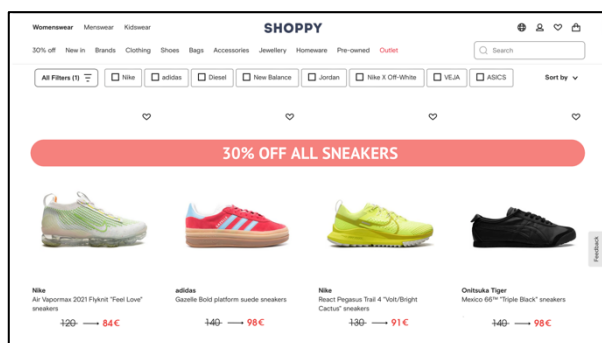 Womenswear Menswear Kidswear
SHOPPY
30% off New in Brands Clothing Shoes Bags Accessories Jewellery Homeware Pre-owned Outlet
Search
All Filters (1) Nike adidas Diesel New Balance Jordan Nike X Off-White VEJA ASICS Sort by
30% OFF ALL SNEAKERS
Feedback
Nike
Air Vapormax 2021 Flyknit "Feel Love"
sneakers
120 → 84€
adidas
Gazelle Bold platform suede sneakers
140 → 98€
Nike
React Pegasus Trail 4 "Volt/Bright
Cactus" sneakers
130 → 91€
Onitsuka Tiger
Mexico 66™ "Triple Black" sneakers
140 → 98€